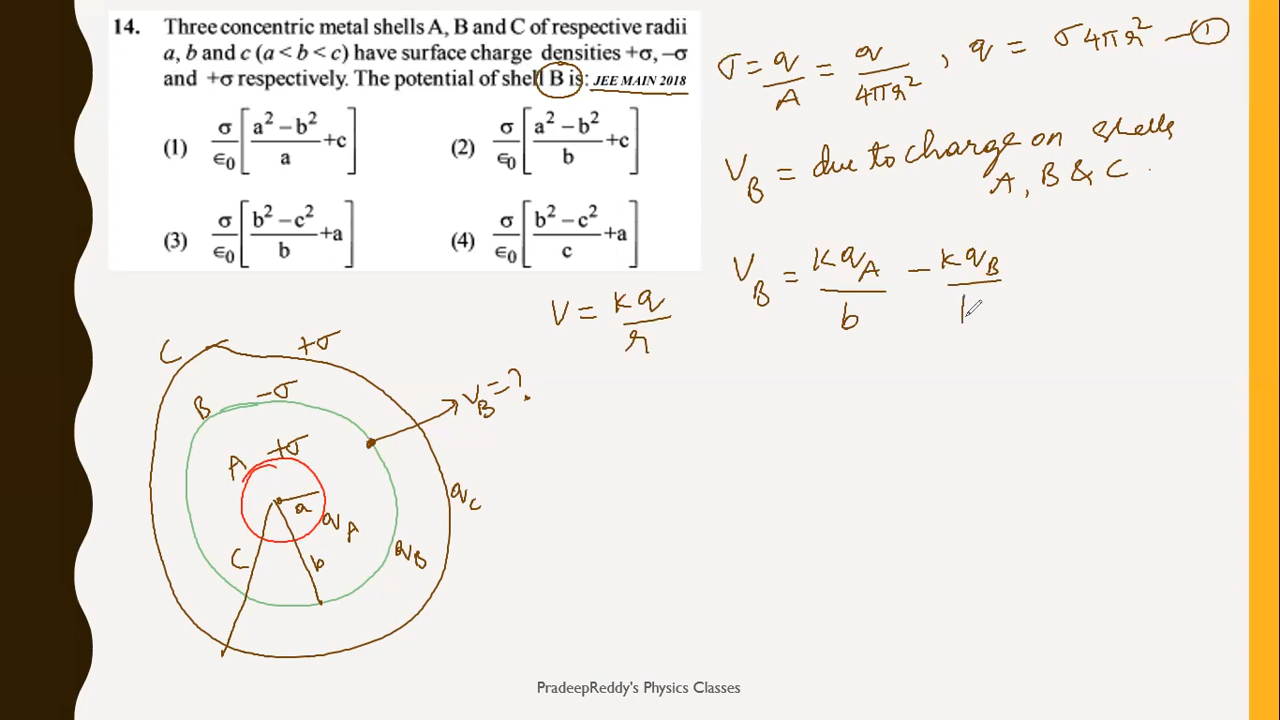 14. Three concentric metal shells A, B and C of respective radii
a, b and c (a < b < c) have surface charge densities +σ, –σ
and +σ respectively. The potential of shell B is: JEE MAIN 2018
(1) σ/∈0 [(a² – b²)/a + c]
(2) σ/∈0 [(a² – b²)/b + c]
(3) σ/∈0 [(b² – c²)/b + a]
(4) σ/∈0 [(b² – c²)/c + a]
σ = q/A = q/4πr² , q = σ4πr² — ①
V_B = due to charge on shells
A, B & C
V_B = Kq_A/b – Kq_B/
V = Kq/r
C +σ
B –σ
A +σ
V_B = ?
a
q_A
q_B
q_C
C
b
PradeepReddy's Physics Classes